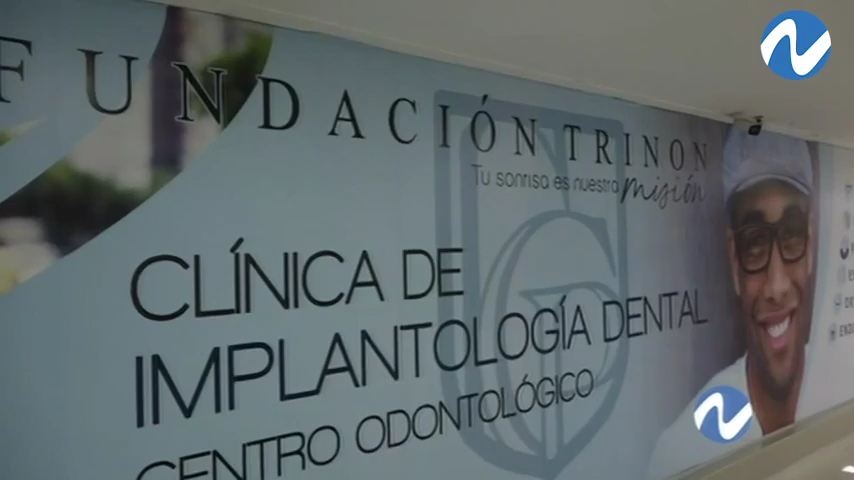 FUNDACIÓN TRINON
Tu sonrisa es nuestra misión
CLÍNICA DE
IMPLANTOLOGÍA DENTAL
CENTRO ODONTOLÓGICO